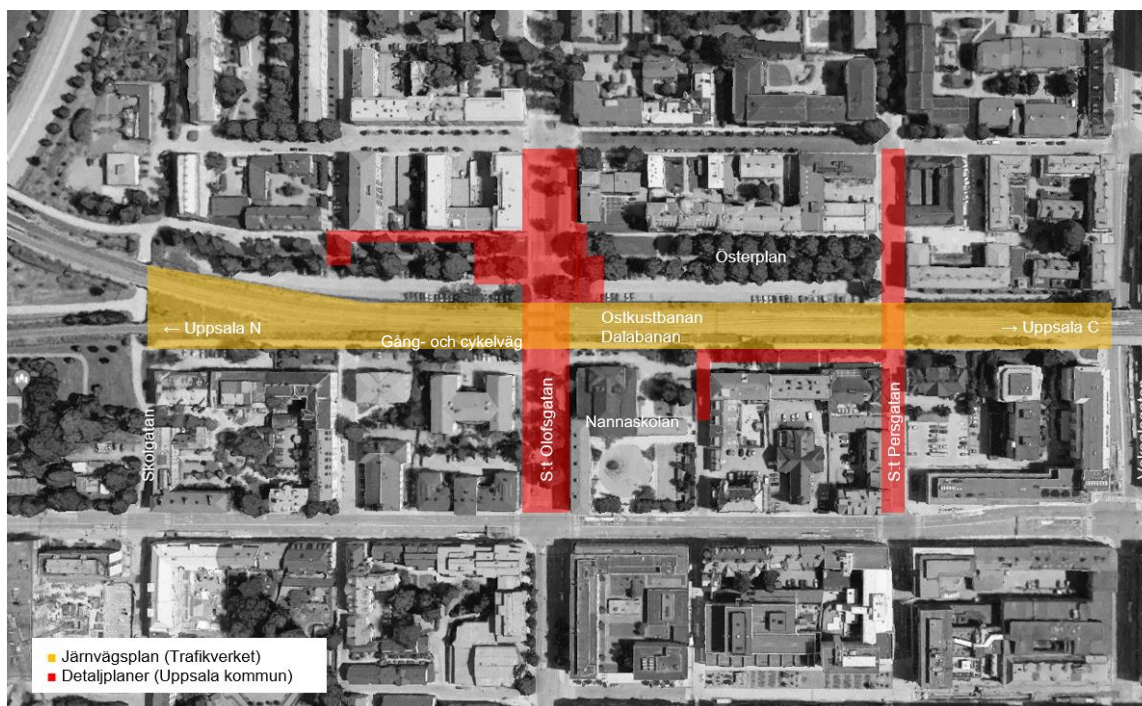 Österplan
Ostkustbanan
Dalabanan
← Uppsala N
→ Uppsala C
Gång- och cykelväg
Skolgatan
S:t Olofsgatan
Nannaskolan
S:t Persgatan
Järnvägsplan (Trafikverket)
Detaljplaner (Uppsala kommun)